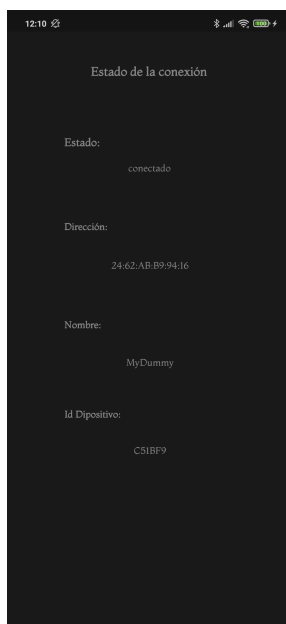 12:10
100
Estado de la conexión
Estado:
conectado
Dirección:
24:62:AB:B9:94:16
Nombre:
MyDummy
Id Dipositivo:
C51BF9